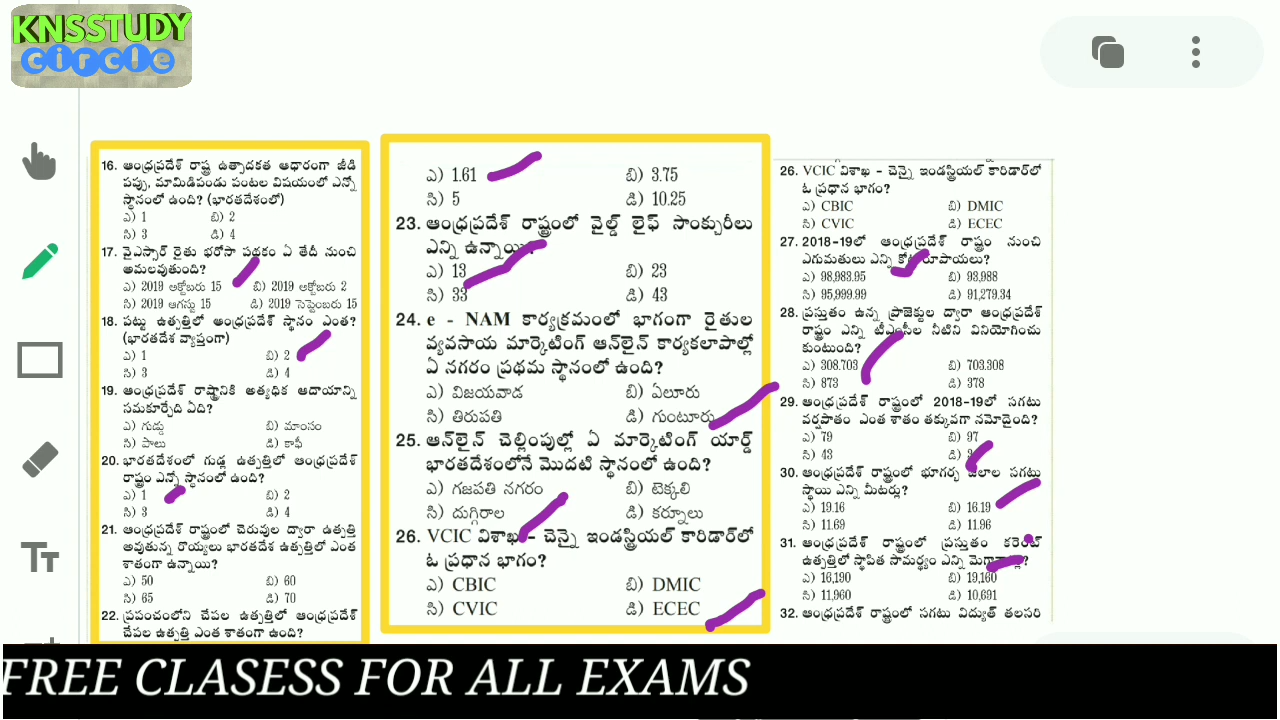 KNSSTUDY
circle
16. ఆంధ్రప్రదేశ్ రాష్ట్ర ఉత్పాదకత ఆధారంగా జీడి
పప్పు, మామిడిపండు పంటల విషయంలో ఎన్నో
స్థానంలో ఉంది? (భారతదేశంలో)
ఎ) 1 బి) 2
సి) 3 డి) 4
17. వైఎస్సార్ రైతు భరోసా పథకం ఏ తేదీ నుంచి
అమలవుతుంది?
ఎ) 2019 అక్టోబరు 15 బి) 2019 అక్టోబరు 2
సి) 2019 ఆగస్టు 15 డి) 2019 సెప్టెంబరు 15
18. పట్టు ఉత్పత్తిలో ఆంధ్రప్రదేశ్ స్థానం ఎంత?
(భారతదేశ వ్యాప్తంగా)
ఎ) 1 బి) 2
సి) 3 డి) 4
19. ఆంధ్రప్రదేశ్ రాష్ట్రానికి అత్యధిక ఆదాయాన్ని
సమకూర్చేది ఏది?
ఎ) గుడ్డు బి) మాంసం
సి) పాలు డి) కాఫీ
20. భారతదేశంలో గుడ్ల ఉత్పత్తిలో ఆంధ్రప్రదేశ్
రాష్ట్రం ఎన్నో స్థానంలో ఉంది?
ఎ) 1 బి) 2
సి) 3 డి) 4
21. ఆంధ్రప్రదేశ్ రాష్ట్రంలో చెరువుల ద్వారా ఉత్పత్తి
అవుతున్న రొయ్యలు భారతదేశ ఉత్పత్తిలో ఎంత
శాతంగా ఉన్నాయి?
ఎ) 50 బి) 60
సి) 65 డి) 70
22. ప్రపంచంలోని చేపల ఉత్పత్తిలో ఆంధ్రప్రదేశ్
చేపల ఉత్పత్తి ఎంత శాతంగా ఉంది?
ఎ) 1.61 బి) 3.75
సి) 5 డి) 10.25
23. ఆంధ్రప్రదేశ్ రాష్ట్రంలో వైల్డ్ లైఫ్ సాంక్చురీలు
ఎన్ని ఉన్నాయి?
ఎ) 13 బి) 23
సి) 33 డి) 43
24. e - NAM కార్యక్రమంలో భాగంగా రైతుల
వ్యవసాయ మార్కెటింగ్ ఆన్‌లైన్ కార్యకలాపాల్లో
ఏ నగరం ప్రథమ స్థానంలో ఉంది?
ఎ) విజయవాడ బి) ఏలూరు
సి) తిరుపతి డి) గుంటూరు
25. ఆన్‌లైన్ చెల్లింపుల్లో ఏ మార్కెటింగ్ యార్డ్
భారతదేశంలోనే మొదటి స్థానంలో ఉంది?
ఎ) గజపతి నగరం బి) టెక్కలి
సి) దుగ్గిరాల డి) కర్నూలు
26. VCIC విశాఖ - చెన్నై ఇండస్ట్రియల్ కారిడార్‌లో
ఓ ప్రధాన భాగం?
ఎ) CBIC బి) DMIC
సి) CVIC డి) ECEC
26. VCIC విశాఖ - చెన్నై ఇండస్ట్రియల్ కారిడార్‌లో
ఓ ప్రధాన భాగం?
ఎ) CBIC బి) DMIC
సి) CVIC డి) ECEC
27. 2018-19లో ఆంధ్రప్రదేశ్ రాష్ట్రం నుంచి
ఎగుమతులు ఎన్ని కోట్ల రూపాయలు?
ఎ) 98,983.95 బి) 93,988
సి) 95,999.99 డి) 91,279.34
28. ప్రస్తుతం ఉన్న ప్రాజెక్టుల ద్వారా ఆంధ్రప్రదేశ్
రాష్ట్రం ఎన్ని టీఎంసీల నీటిని వినియోగించు
కుంటుంది?
ఎ) 308.703 బి) 703.308
సి) 873 డి) 378
29. ఆంధ్రప్రదేశ్ రాష్ట్రంలో 2018-19లో సగటు
వర్షపాతం ఎంత శాతం తక్కువగా నమోదైంది?
ఎ) 79 బి) 97
సి) 43 డి)
30. ఆంధ్రప్రదేశ్ రాష్ట్రంలో భూగర్భ జలాల సగటు
స్థాయి ఎన్ని మీటర్లు?
ఎ) 19.16 బి) 16.19
సి) 11.69 డి) 11.96
31. ఆంధ్రప్రదేశ్ రాష్ట్రంలో ప్రస్తుతం కరెంట్
ఉత్పత్తిలో స్థాపిత సామర్థ్యం ఎన్ని మెగావాట్లు?
ఎ) 16,190 బి) 19,160
సి) 11,960 డి) 10,691
32. ఆంధ్రప్రదేశ్ రాష్ట్రంలో సగటు విద్యుత్ తలసరి
Tт
FREE CLASESS FOR ALL EXAMS